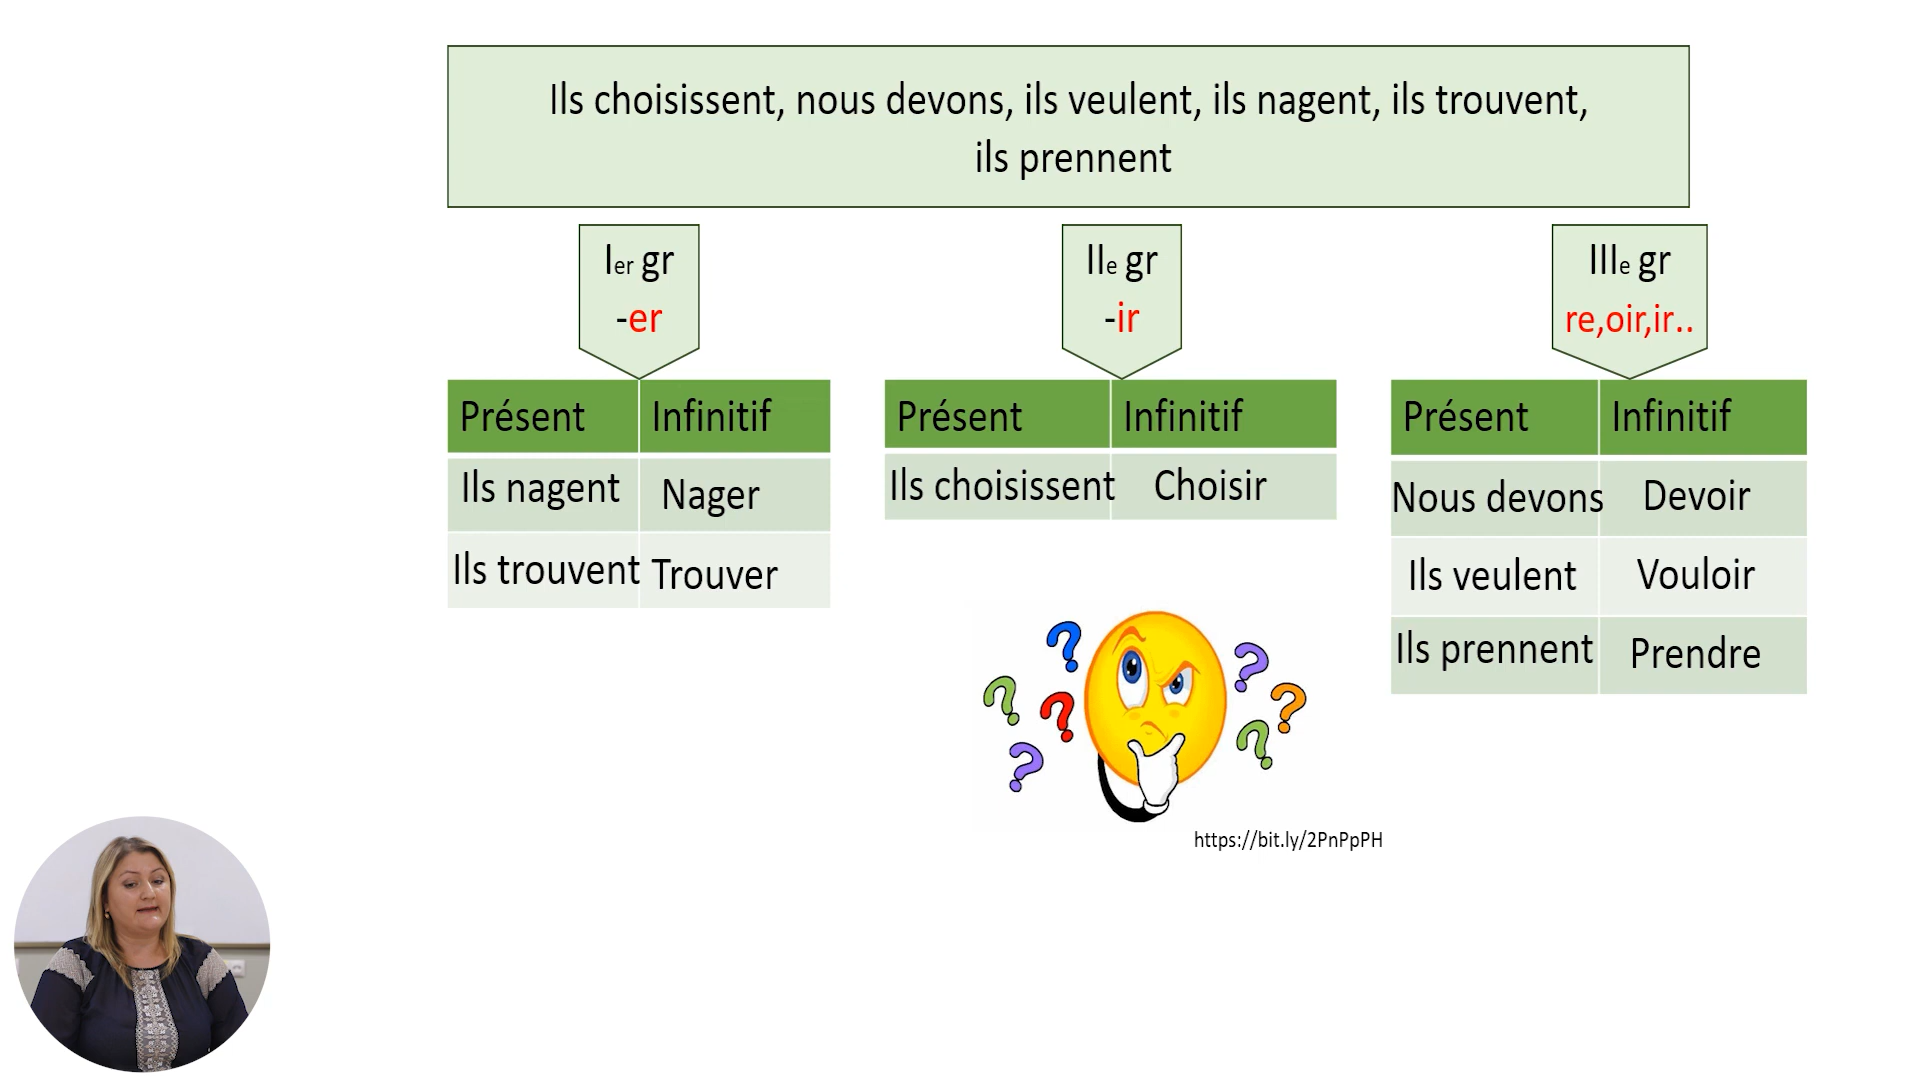 Ils choisissent, nous devons, ils veulent, ils nagent, ils trouvent,
ils prennent
Ier gr
-er
IIe gr
-ir
IIIe gr
re,oir,ir..
Présent Infinitif
Ils nagent Nager
Ils trouvent Trouver
Présent Infinitif
Ils choisissent Choisir
Présent Infinitif
Nous devons Devoir
Ils veulent Vouloir
Ils prennent Prendre
https://bit.ly/2PnPpPH